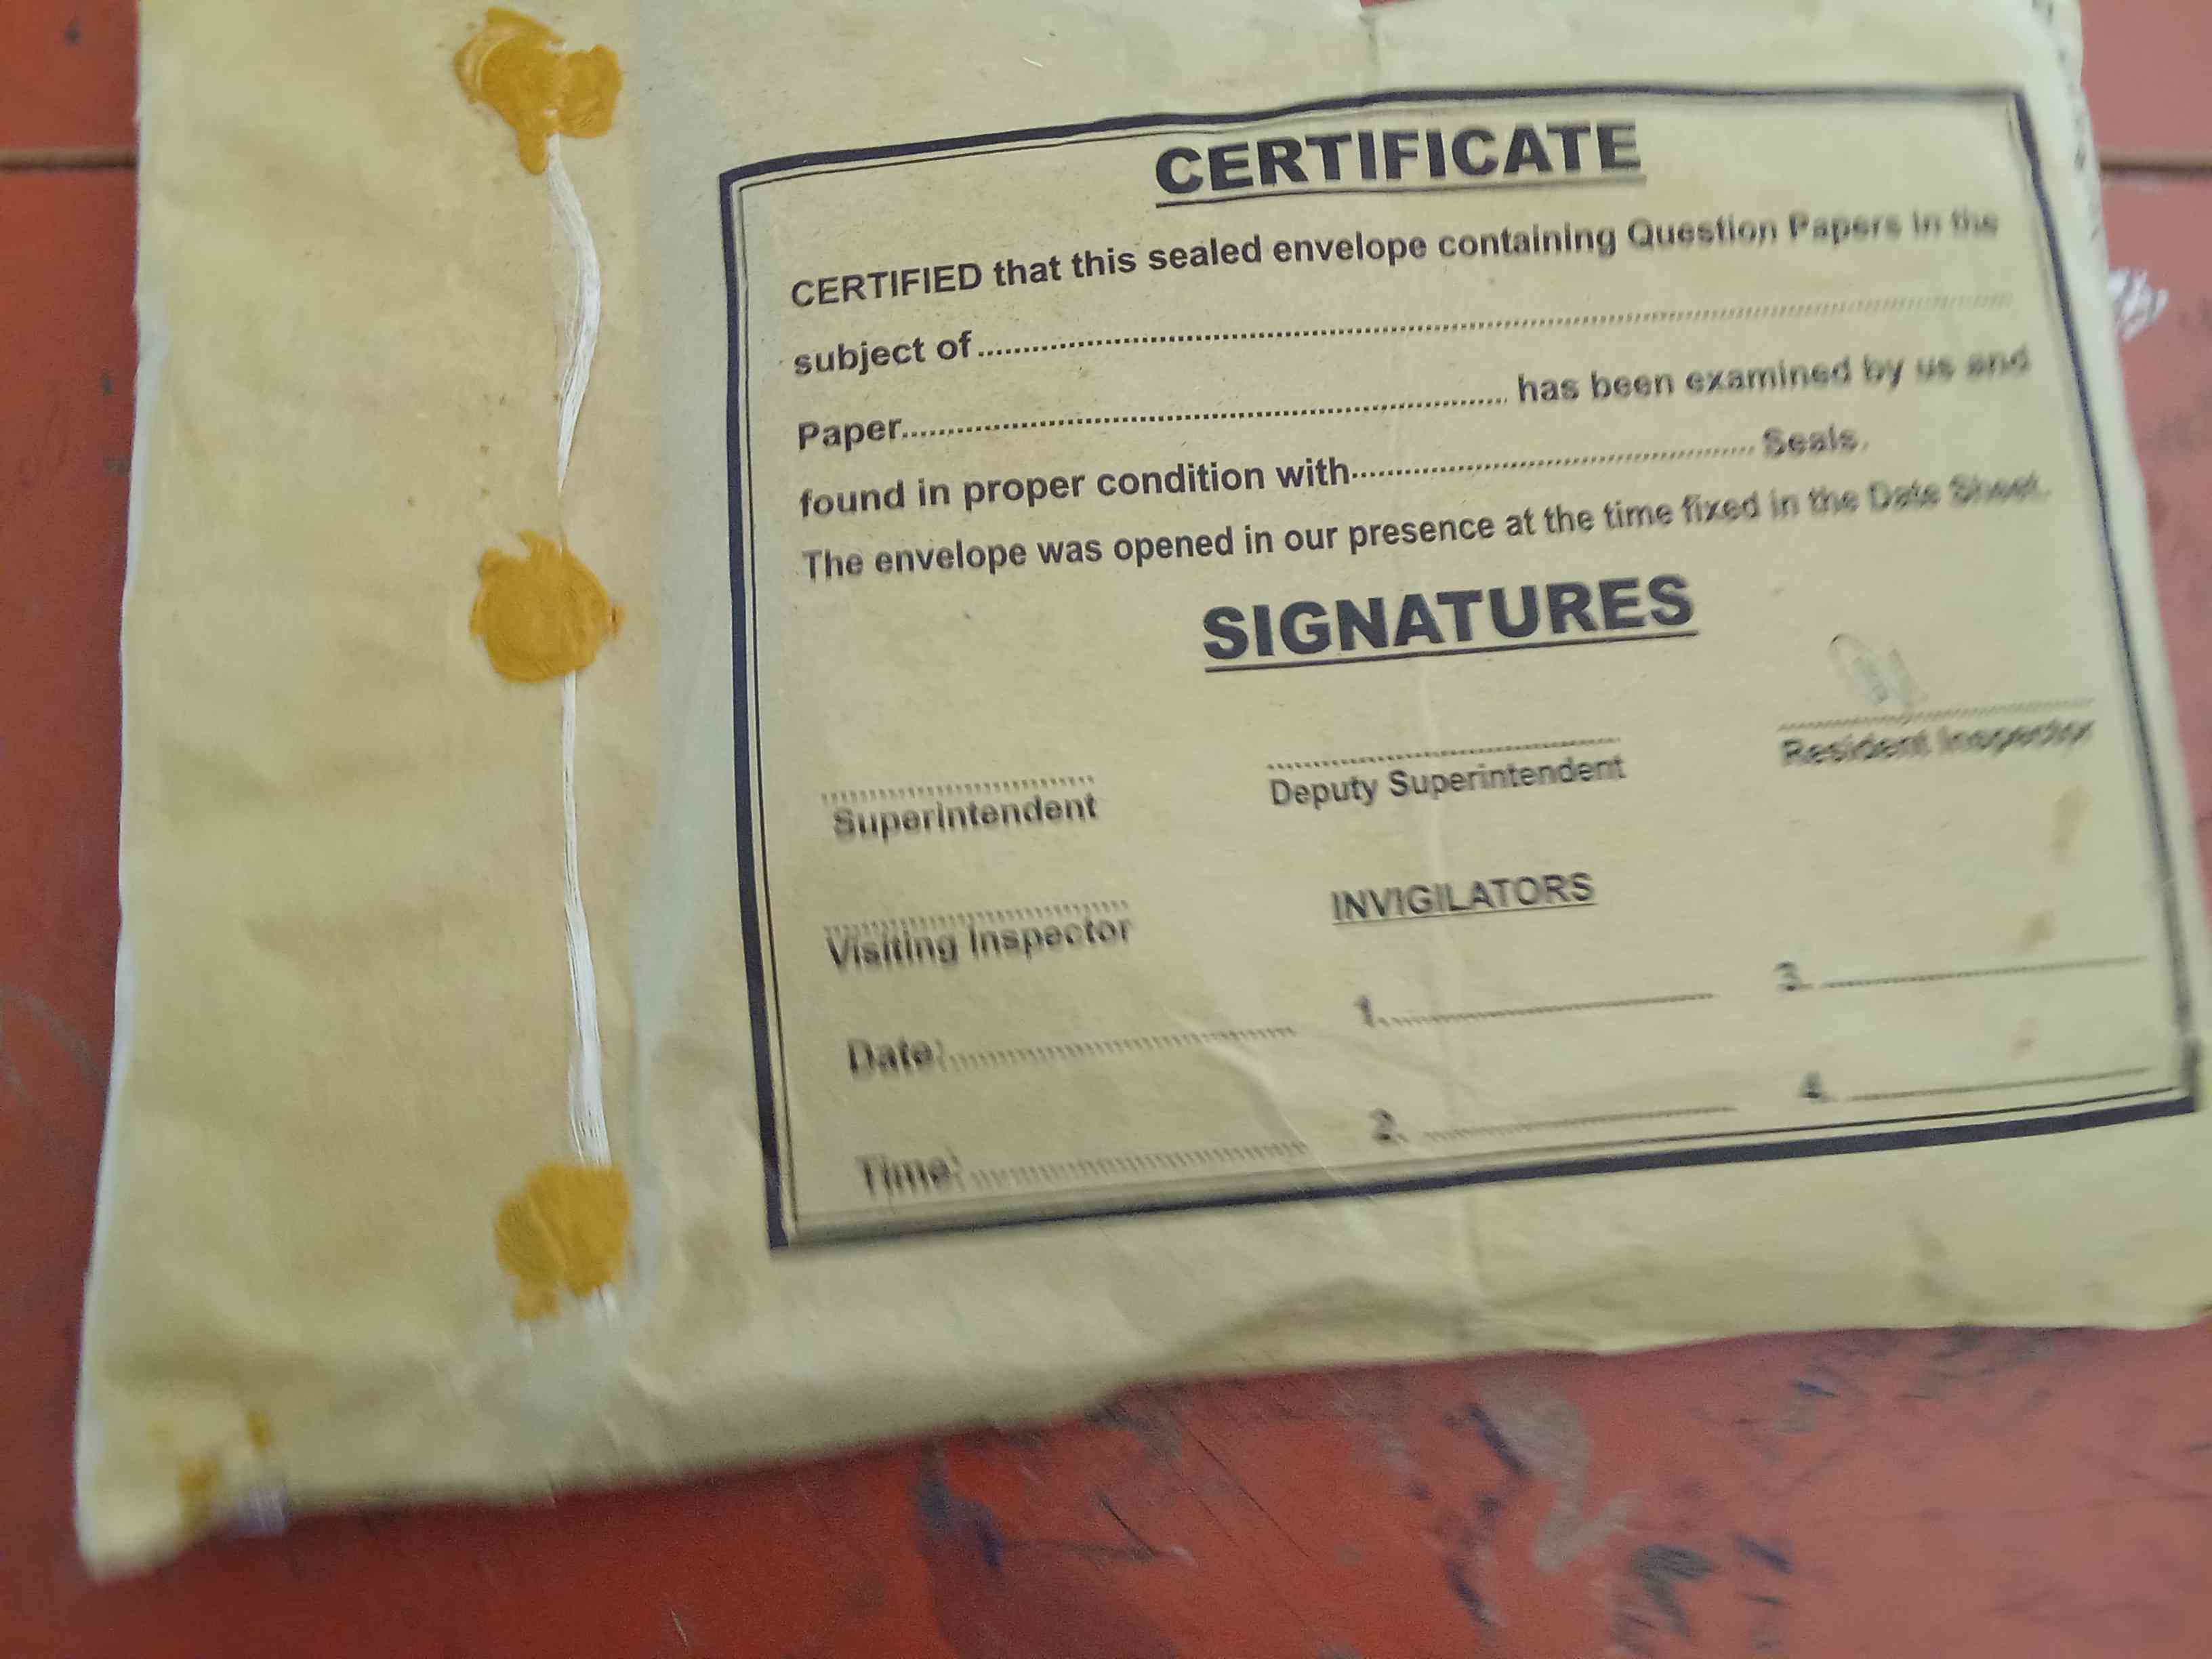 CERTIFICATE
CERTIFIED that this sealed envelope containing Question Papers in the
subject of............................................................
Paper........................................ has been examined by us and
found in proper condition with........................................ Seals.
The envelope was opened in our presence at the time fixed in the Date Sheet.
SIGNATURES
Superintendent
Deputy Superintendent
Resident Inspector
Visiting Inspector
INVIGILATORS
Date:........................................
1.
3.
Time:........................................
2.
4.